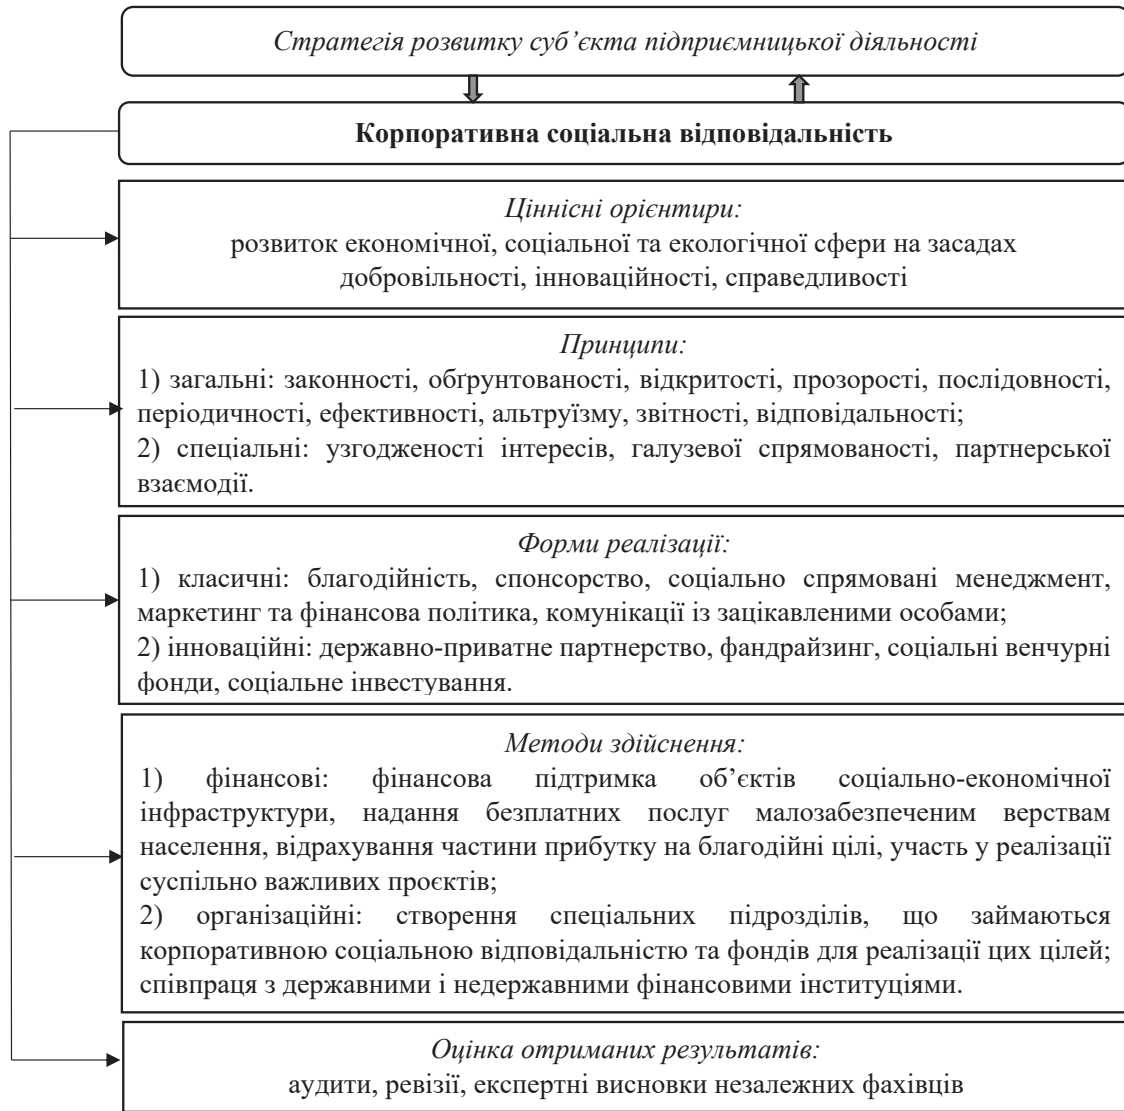 Стратегія розвитку суб’єкта підприємницької діяльності
Корпоративна соціальна відповідальність
Ціннісні орієнтири:
розвиток економічної, соціальної та екологічної сфери на засадах
добровільності, інноваційності, справедливості
Принципи:
1) загальні: законності, обґрунтованості, відкритості, прозорості, послідовності,
періодичності, ефективності, альтруїзму, звітності, відповідальності;
2) спеціальні: узгодженості інтересів, галузевої спрямованості, партнерської
взаємодії.
Форми реалізації:
1) класичні: благодійність, спонсорство, соціально спрямовані менеджмент,
маркетинг та фінансова політика, комунікації із зацікавленими особами;
2) інноваційні: державно-приватне партнерство, фандрайзинг, соціальні венчурні
фонди, соціальне інвестування.
Методи здійснення:
1) фінансові: фінансова підтримка об’єктів соціально-економічної
інфраструктури, надання безплатних послуг малозабезпеченим верствам
населення, відрахування частини прибутку на благодійні цілі, участь у реалізації
суспільно важливих проєктів;
2) організаційні: створення спеціальних підрозділів, що займаються
корпоративною соціальною відповідальністю та фондів для реалізації цих цілей;
співпраця з державними і недержавними фінансовими інституціями.
Оцінка отриманих результатів:
аудити, ревізії, експертні висновки незалежних фахівців